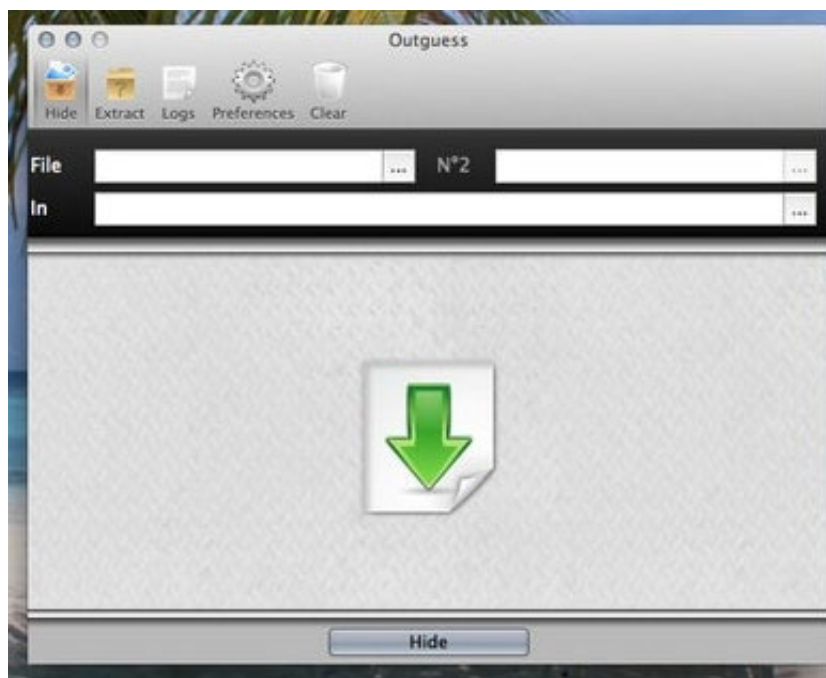 Outguess
Hide Extract Logs Preferences Clear
File ... N°2 ...
In ...
Hide